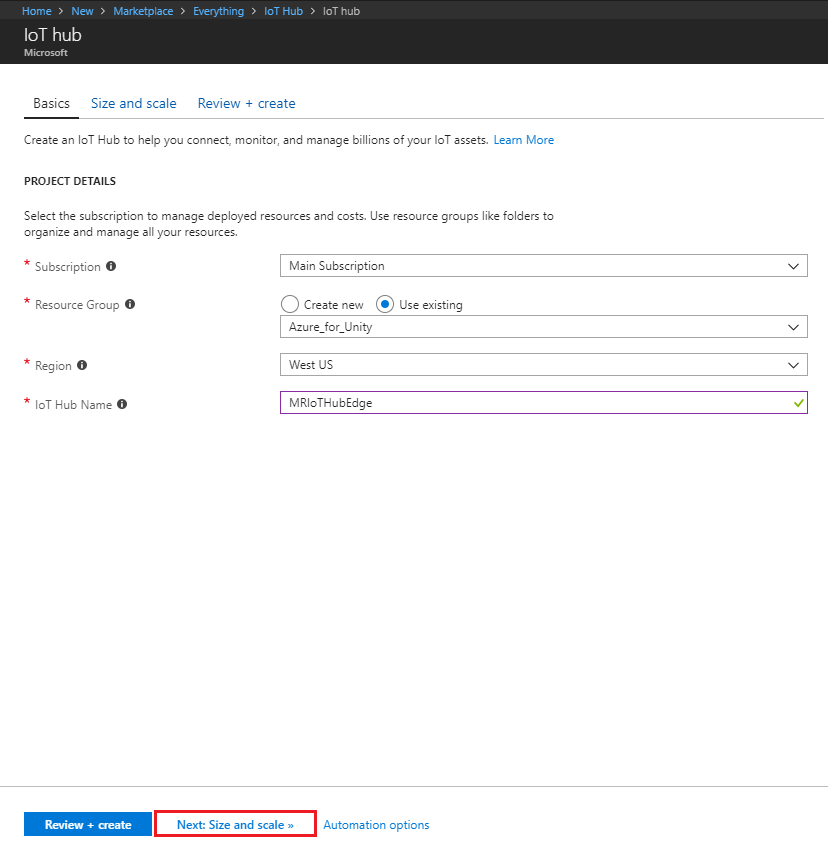 Home > New > Marketplace > Everything > IoT Hub > IoT hub
IoT hub
Microsoft
Basics Size and scale Review + create
Create an IoT Hub to help you connect, monitor, and manage billions of your IoT assets. Learn More
PROJECT DETAILS
Select the subscription to manage deployed resources and costs. Use resource groups like folders to
organize and manage all your resources.
* Subscription Main Subscription
* Resource Group Create new Use existing
Azure_for_Unity
* Region West US
* IoT Hub Name MRIoTHubEdge
Review + create Next: Size and scale » Automation options